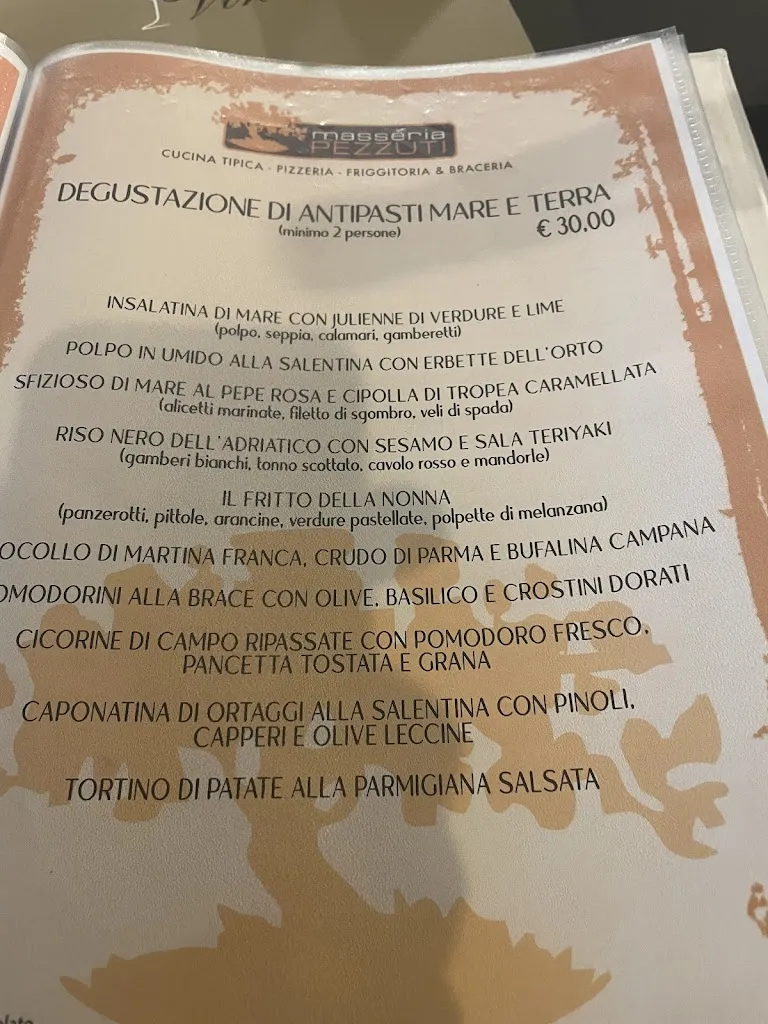 masséria
PEZZUTI
CUCINA TIPICA - PIZZERIA - FRIGGITORIA & BRACERIA
DEGUSTAZIONE DI ANTIPASTI MARE E TERRA
(minimo 2 persone)
€ 30,00
INSALATINA DI MARE CON JULIENNE DI VERDURE E LIME
(polpo, seppia, calamari, gamberetti)
POLPO IN UMIDO ALLA SALENTINA CON ERBETTE DELL'ORTO
SFIZIOSO DI MARE AL PEPE ROSA E CIPOLLA DI TROPEA CARAMELLATA
(alicetti marinate, filetto di sgombro, veli di spada)
RISO NERO DELL'ADRIATICO CON SESAMO E SALA TERIYAKI
(gamberi bianchi, tonno scottato, cavolo rosso e mandorle)
IL FRITTO DELLA NONNA
(panzerotti, pittole, arancine, verdure pastellate, polpette di melanzana)
OCOLLO DI MARTINA FRANCA, CRUDO DI PARMA E BUFALINA CAMPANA
OMODORINI ALLA BRACE CON OLIVE, BASILICO E CROSTINI DORATI
CICORINE DI CAMPO RIPASSATE CON POMODORO FRESCO,
PANCETTA TOSTATA E GRANA
CAPONATINA DI ORTAGGI ALLA SALENTINA CON PINOLI,
CAPPERI E OLIVE LECCINE
TORTINO DI PATATE ALLA PARMIGIANA SALSATA